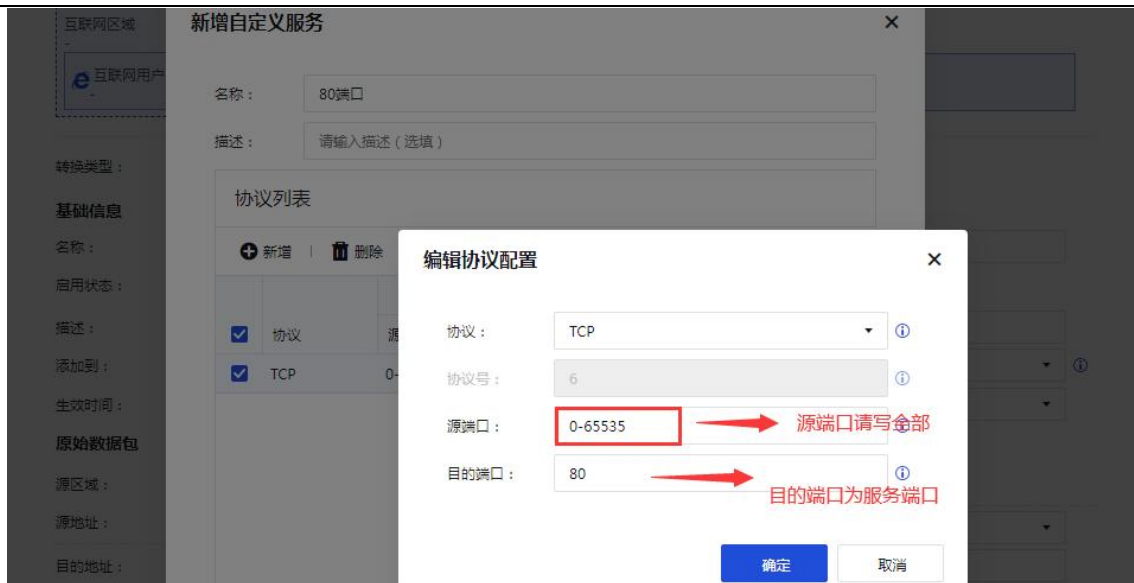 互联网区域
-
互联网用户
-
新增自定义服务
名称： 80端口
描述： 请输入描述（选填）
协议列表
新增 删除
协议 源
TCP 0-
转换类型：
基础信息
名称：
启用状态：
描述：
添加到：
生效时间：
原始数据包
源区域：
源地址：
目的地址：
编辑协议配置
协议： TCP
协议号： 6
源端口： 0-65535 源端口请写全部
目的端口： 80
目的端口为服务端口
确定 取消